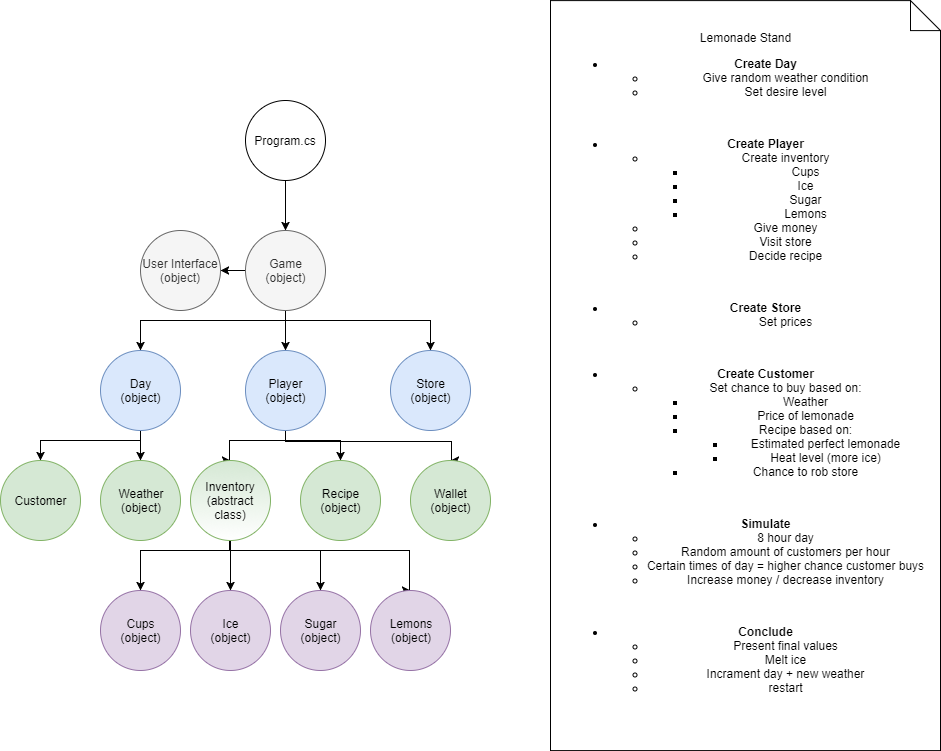 Program.cs
User Interface
(object)
Game
(object)
Day
(object)
Player
(object)
Store
(object)
Customer
Weather
(object)
Inventory
(abstract
class)
Recipe
(object)
Wallet
(object)
Cups
(object)
Ice
(object)
Sugar
(object)
Lemons
(object)
Lemonade Stand
Create Day
Give random weather condition
Set desire level
Create Player
Create inventory
Cups
Ice
Sugar
Lemons
Give money
Visit store
Decide recipe
Create Store
Set prices
Create Customer
Set chance to buy based on:
Weather
Price of lemonade
Recipe based on:
Estimated perfect lemonade
Heat level (more ice)
Chance to rob store
Simulate
8 hour day
Random amount of customers per hour
Certain times of day = higher chance customer buys
Increase money / decrease inventory
Conclude
Present final values
Melt ice
Incrament day + new weather
restart